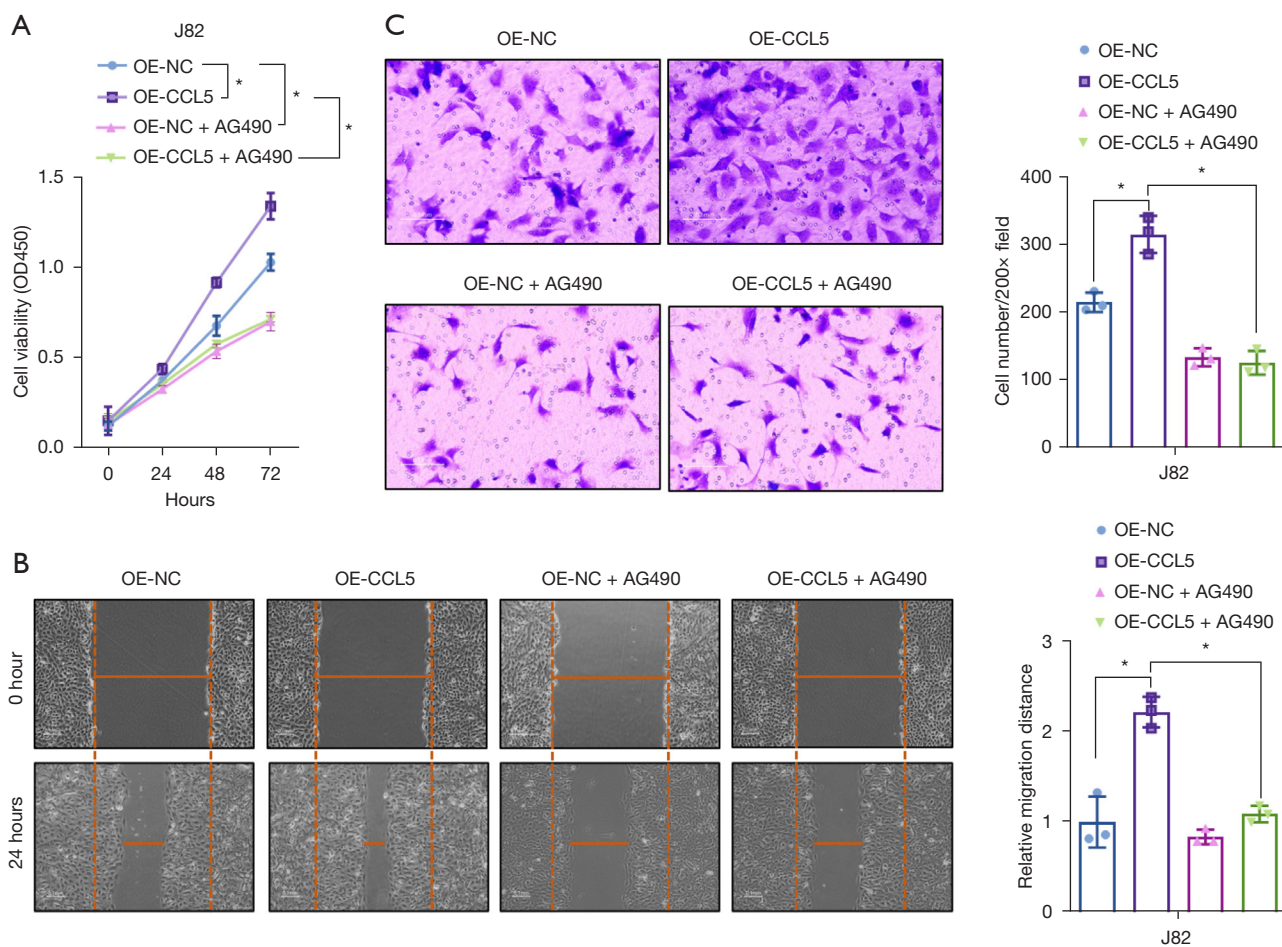 A
J82
OE-NC
OE-CCL5
OE-NC + AG490
OE-CCL5 + AG490
*
*
*
Cell viability (OD450)
1.5
1.0
0.5
0.0
0 24 48 72
Hours
C
OE-NC OE-CCL5
OE-NC + AG490 OE-CCL5 + AG490
OE-NC
OE-CCL5
OE-NC + AG490
OE-CCL5 + AG490
* *
Cell number/200× field
400
300
200
100
0
J82
B
OE-NC OE-CCL5 OE-NC + AG490 OE-CCL5 + AG490
0 hour
24 hours
OE-NC
OE-CCL5
OE-NC + AG490
OE-CCL5 + AG490
* *
Relative migration distance
3
2
1
0
J82